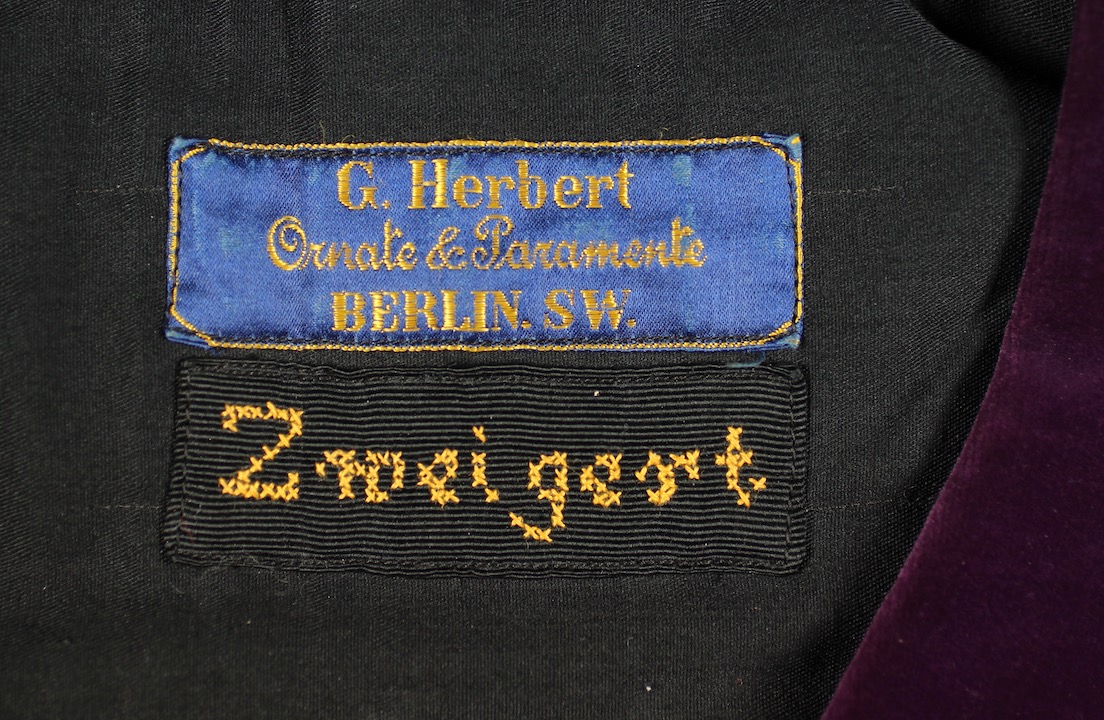 G. Herbert
Ornate & Paramente
BERLIN. SW.
Zweigert